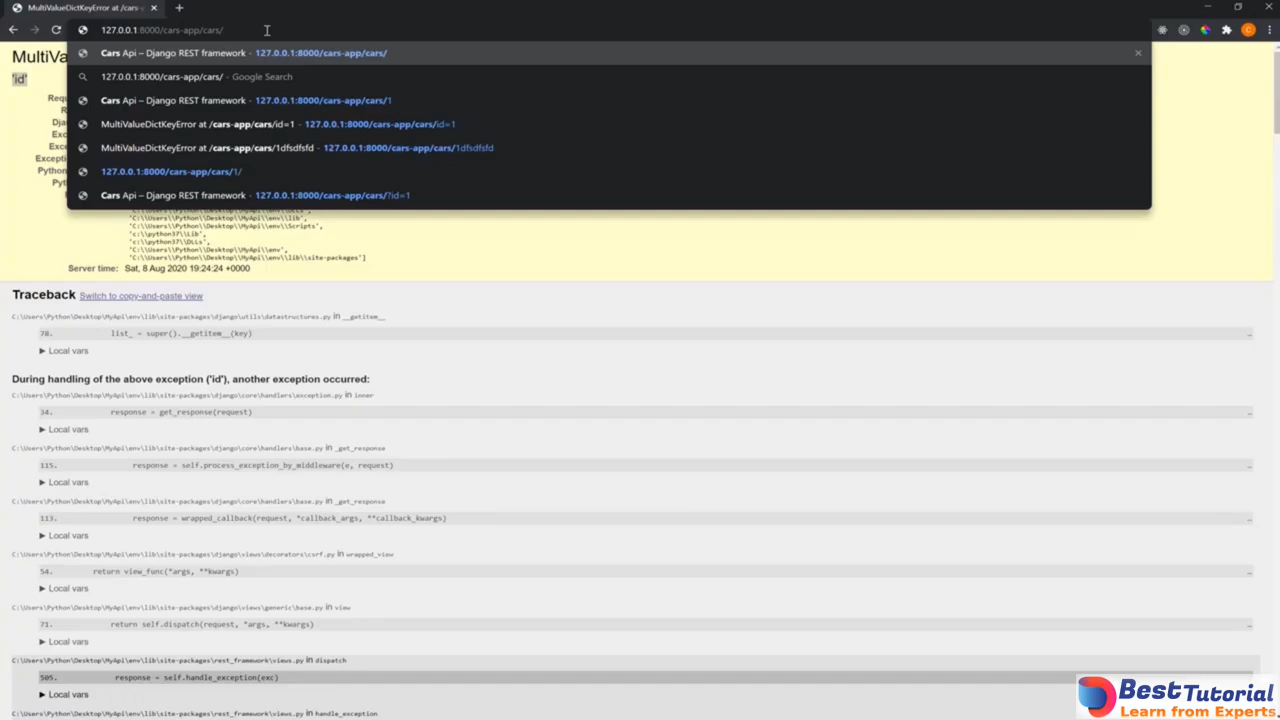 MultiValueDictKeyError at /cars-
127.0.0.1:8000/cars-app/cars/
MultiVa
Cars Api – Django REST framework - 127.0.0.1:8000/cars-app/cars/
'id'
127.0.0.1:8000/cars-app/cars/ - Google Search
Requ
Cars Api – Django REST framework - 127.0.0.1:8000/cars-app/cars/1
R
Djan
MultiValueDictKeyError at /cars-app/cars/id=1 - 127.0.0.1:8000/cars-app/cars/id=1
Exce
Exce
MultiValueDictKeyError at /cars-app/cars/1dfsdfsfd - 127.0.0.1:8000/cars-app/cars/1dfsdfsfd
Exceptio
Python
127.0.0.1:8000/cars-app/cars/1/
Python
Pyt
Cars Api – Django REST framework - 127.0.0.1:8000/cars-app/cars/?id=1
'C:\\Users\\Python\\Desktop\\MyApi\\env\\lib',
'C:\\Users\\Python\\Desktop\\MyApi\\env\\Scripts',
'c:\\python37\\Lib',
'c:\\python37\\DLLs',
'C:\\Users\\Python\\Desktop\\MyApi\\env',
'C:\\Users\\Python\\Desktop\\MyApi\\env\\lib\\site-packages']
Server time: Sat, 8 Aug 2020 19:24:24 +0000
Traceback Switch to copy-and-paste view
C:\Users\Python\Desktop\MyApi\env\lib\site-packages\django\utils\datastructures.py in __getitem__
78. list_ = super().__getitem__(key)
▶ Local vars
During handling of the above exception ('id'), another exception occurred:
C:\Users\Python\Desktop\MyApi\env\lib\site-packages\django\core\handlers\exception.py in inner
34. response = get_response(request)
▶ Local vars
C:\Users\Python\Desktop\MyApi\env\lib\site-packages\django\core\handlers\base.py in _get_response
115. response = self.process_exception_by_middleware(e, request)
▶ Local vars
C:\Users\Python\Desktop\MyApi\env\lib\site-packages\django\core\handlers\base.py in _get_response
113. response = wrapped_callback(request, *callback_args, **callback_kwargs)
▶ Local vars
C:\Users\Python\Desktop\MyApi\env\lib\site-packages\django\views\decorators\csrf.py in wrapped_view
54. return view_func(*args, **kwargs)
▶ Local vars
C:\Users\Python\Desktop\MyApi\env\lib\site-packages\django\views\generic\base.py in view
71. return self.dispatch(request, *args, **kwargs)
▶ Local vars
C:\Users\Python\Desktop\MyApi\env\lib\site-packages\rest_framework\views.py in dispatch
505. response = self.handle_exception(exc)
▶ Local vars
C:\Users\Python\Desktop\MyApi\env\lib\site-packages\rest_framework\views.py in handle_exception
BestTutorial
Learn from Experts.